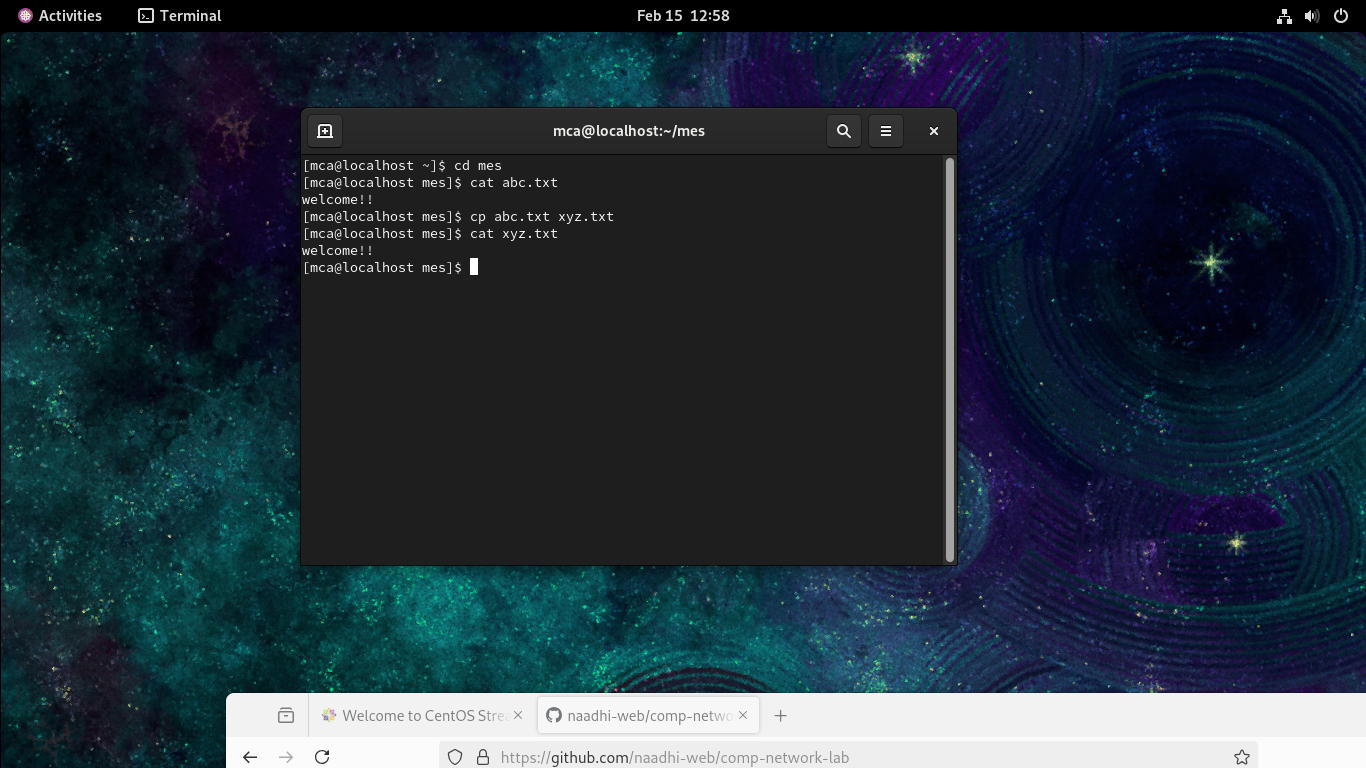 Activities Terminal Feb 15 12:58
mca@localhost:~/mes
[mca@localhost ~]$ cd mes
[mca@localhost mes]$ cat abc.txt
welcome!!
[mca@localhost mes]$ cp abc.txt xyz.txt
[mca@localhost mes]$ cat xyz.txt
welcome!!
[mca@localhost mes]$
Welcome to CentOS Strea naadhi-web/comp-netwo
https://github.com/naadhi-web/comp-network-lab